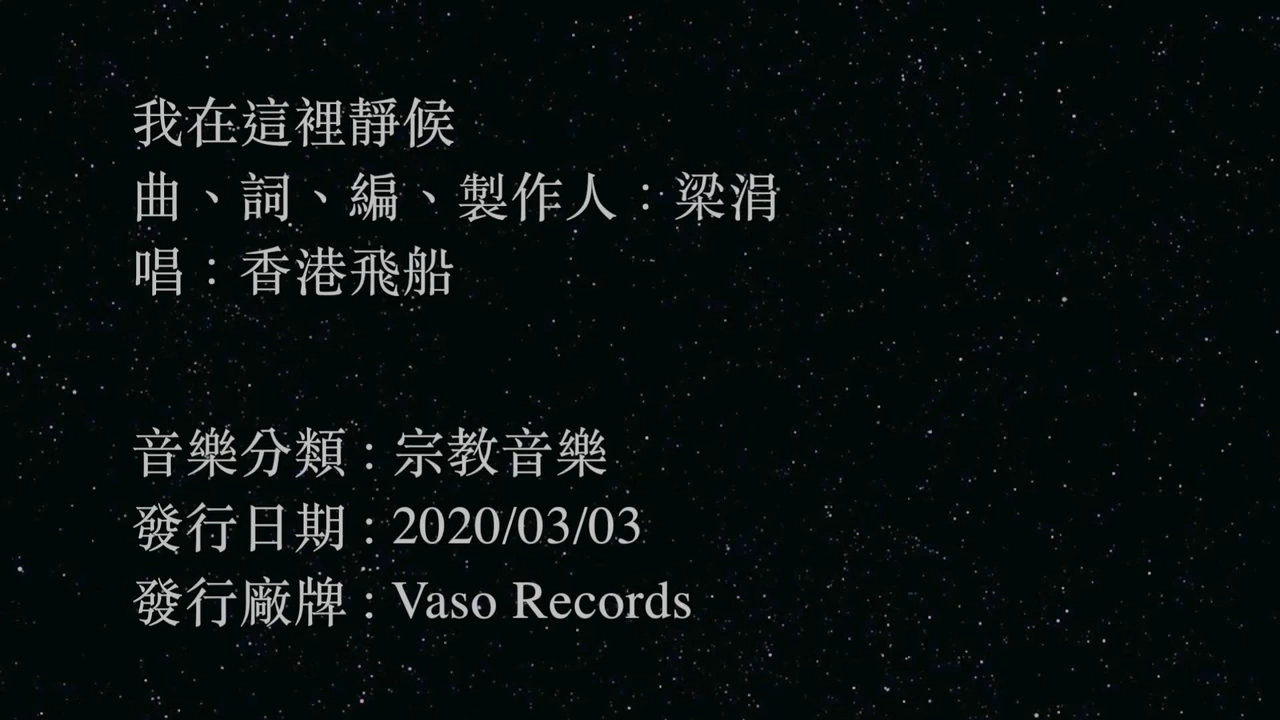 我在這裡靜候
曲、詞、編、製作人：梁涓
唱：香港飛船
音樂分類 : 宗教音樂
發行日期 : 2020/03/03
發行廠牌 : Vaso Records